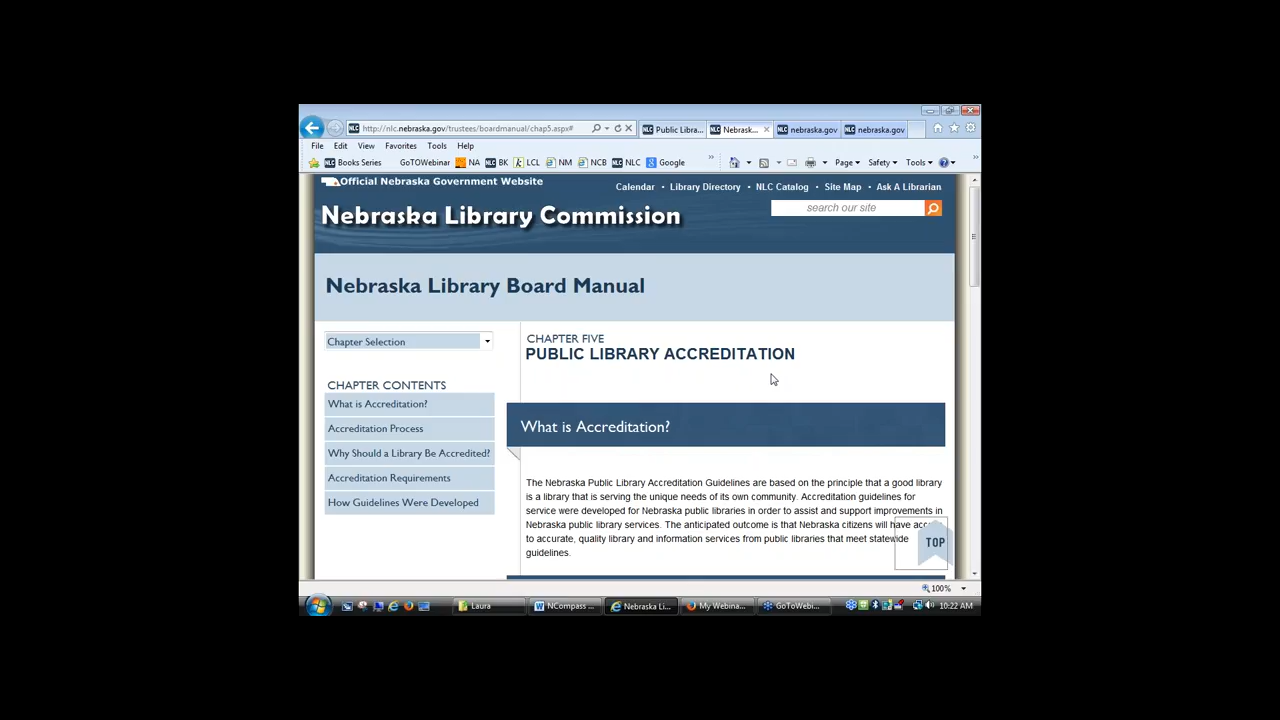 http://nlc.nebraska.gov/trustees/boardmanual/chap5.aspx#
NLC Public Libra...
NLC Nebrask...
NLC nebraska.gov
NLC nebraska.gov
File Edit View Favorites Tools Help
NLC Books Series GoTOWebinar NA NLC BK LCL NM NCB NLC Google Page Safety Tools
Official Nebraska Government Website
Calendar • Library Directory • NLC Catalog • Site Map • Ask A Librarian
Nebraska Library Commission
search our site
Nebraska Library Board Manual
Chapter Selection
CHAPTER CONTENTS
What is Accreditation?
Accreditation Process
Why Should a Library Be Accredited?
Accreditation Requirements
How Guidelines Were Developed
CHAPTER FIVE
PUBLIC LIBRARY ACCREDITATION
What is Accreditation?
The Nebraska Public Library Accreditation Guidelines are based on the principle that a good library
is a library that is serving the unique needs of its own community. Accreditation guidelines for
service were developed for Nebraska public libraries in order to assist and support improvements in
Nebraska public library services. The anticipated outcome is that Nebraska citizens will have access
to accurate, quality library and information services from public libraries that meet statewide
guidelines.
TOP
100%
Laura
NCompass ...
Nebraska Li...
My Webina...
GoToWebi...
10:22 AM